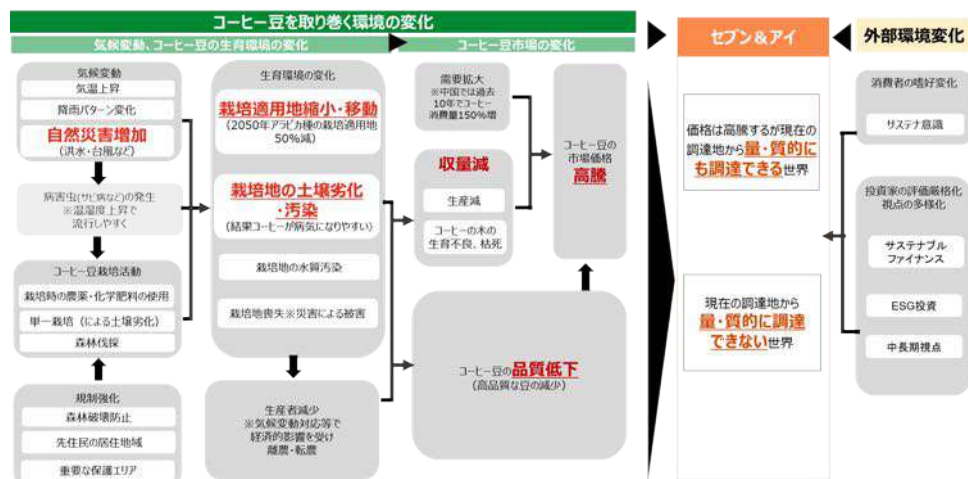 コーヒー豆を取り巻く環境の変化
気候変動、コーヒー豆の生育環境の変化
コーヒー豆市場の変化
気候変動
気温上昇
降雨パターン変化
自然災害増加
(洪水・台風など)
病害虫(サビ病など)の発生
※温湿度上昇で
流行しやすく
コーヒー豆栽培活動
栽培時の農薬・化学肥料の使用
単一栽培（による土壌劣化）
森林伐採
規制強化
森林破壊防止
先住民の居住地域
重要な保護エリア
生育環境の変化
栽培適用地縮小・移動
(2050年アラビカ種の栽培適用地
50%減)
栽培地の土壌劣化
・汚染
(結果コーヒーが病気になりやすい)
栽培地の水質汚染
栽培地喪失※災害による被害
生産者減少
※気候変動対応等で
経済的影響を受け
離農・転農
需要拡大
※中国では過去
10年でコーヒー
消費量150%増
収量減
生産減
コーヒーの木の
生育不良、枯死
コーヒー豆の品質低下
(高品質な豆の減少)
コーヒー豆の
市場価格
高騰
セブン＆アイ
価格は高騰するが現在の
調達地から量・質的に
も調達できる世界
現在の調達地から
量・質的に調達
できない世界
外部環境変化
消費者の嗜好変化
サステナ意識
投資家の評価厳格化
視点の多様化
サステナブル
ファイナンス
ESG投資
中長期視点